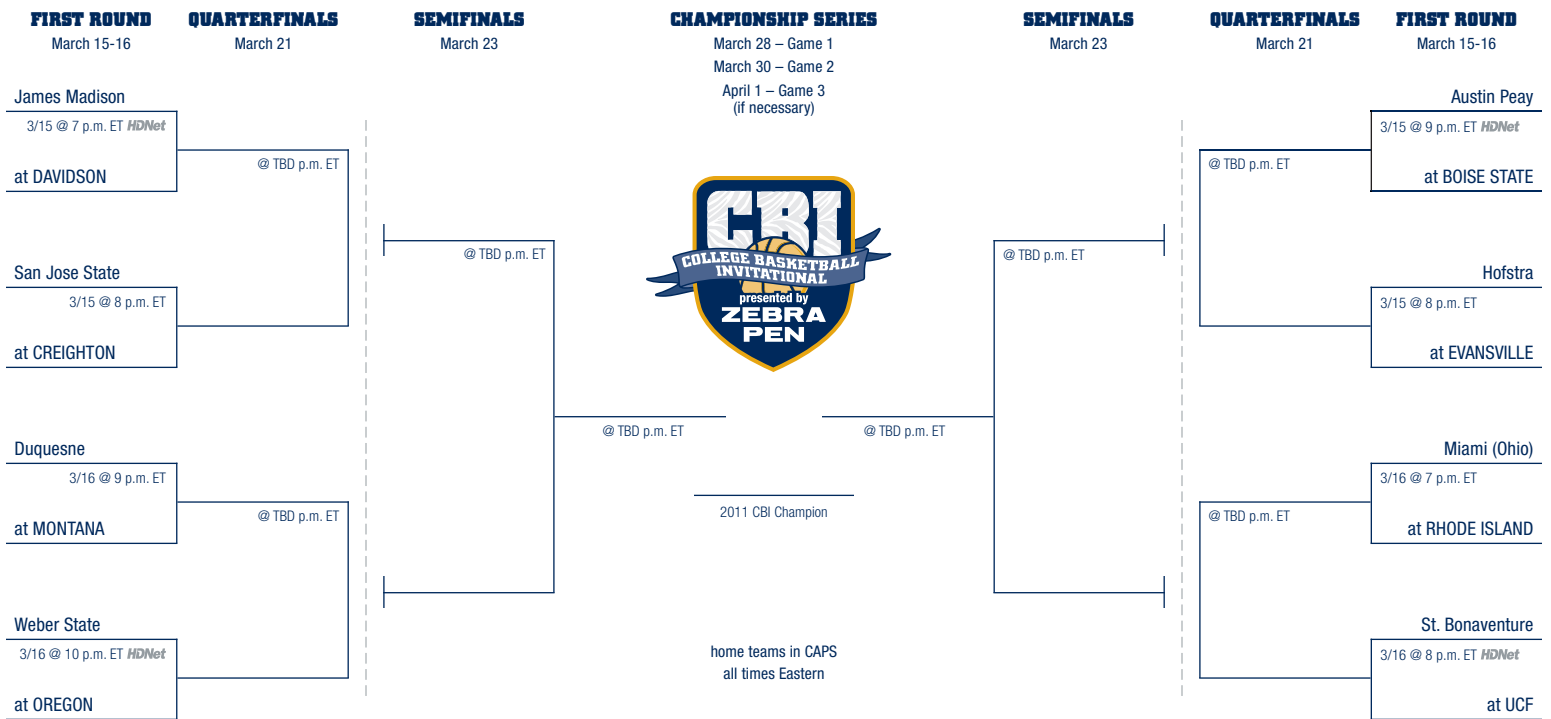 FIRST ROUND
March 15-16
QUARTERFINALS
March 21
SEMIFINALS
March 23
CHAMPIONSHIP SERIES
March 28 – Game 1
March 30 – Game 2
April 1 – Game 3
(if necessary)
SEMIFINALS
March 23
QUARTERFINALS
March 21
FIRST ROUND
March 15-16
James Madison
3/15 @ 7 p.m. ET HDNet
at DAVIDSON
@ TBD p.m. ET
San Jose State
3/15 @ 8 p.m. ET
at CREIGHTON
Duquesne
3/16 @ 9 p.m. ET
at MONTANA
@ TBD p.m. ET
Weber State
3/16 @ 10 p.m. ET HDNet
at OREGON
@ TBD p.m. ET
@ TBD p.m. ET
CBI
COLLEGE BASKETBALL
INVITATIONAL
presented by
ZEBRA
PEN
2011 CBI Champion
home teams in CAPS
all times Eastern
@ TBD p.m. ET
@ TBD p.m. ET
Austin Peay
3/15 @ 9 p.m. ET HDNet
at BOISE STATE
@ TBD p.m. ET
Hofstra
3/15 @ 8 p.m. ET
at EVANSVILLE
Miami (Ohio)
3/16 @ 7 p.m. ET
at RHODE ISLAND
@ TBD p.m. ET
St. Bonaventure
3/16 @ 8 p.m. ET HDNet
at UCF